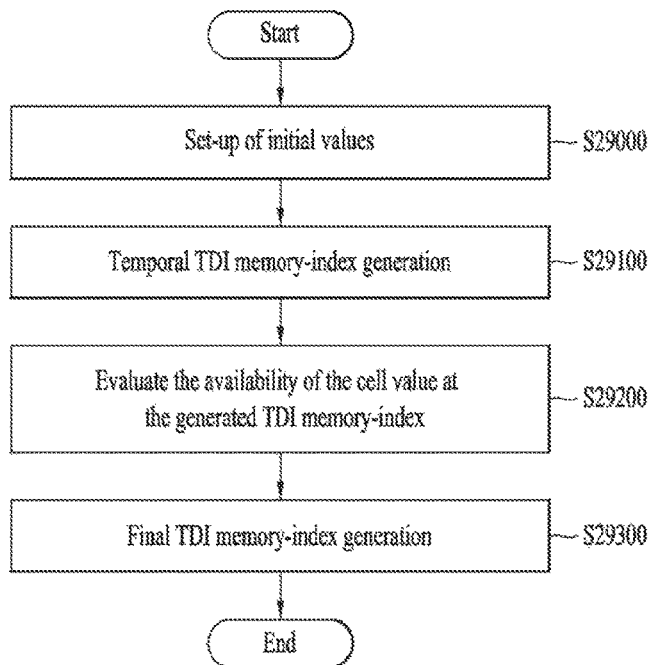 Start
Set-up of initial values
S29000
Temporal TDI memory-index generation
S29100
Evaluate the availability of the cell value at
the generated TDI memory-index
S29200
Final TDI memory-index generation
S29300
End